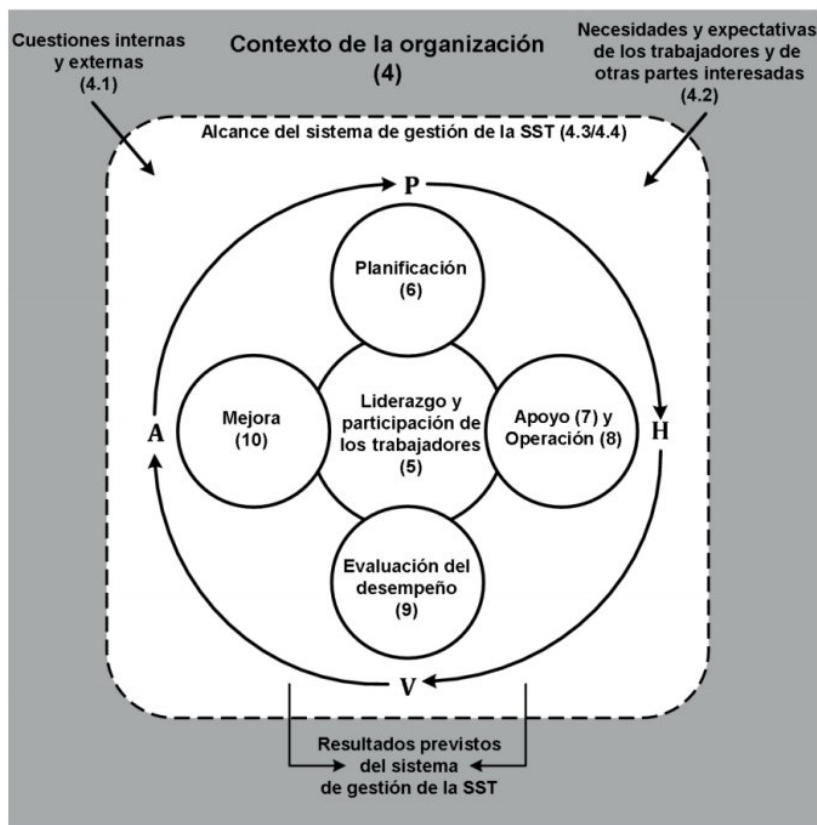 Cuestiones internas
y externas
(4.1)
Contexto de la organización
(4)
Necesidades y expectativas
de los trabajadores y de
otras partes interesadas
(4.2)
Alcance del sistema de gestión de la SST (4.3/4.4)
P
Planificación
(6)
A
Mejora
(10)
Liderazgo y
participación de
los trabajadores
(5)
Apoyo (7) y
Operación (8)
H
Evaluación del
desempeño
(9)
V
Resultados previstos
del sistema
de gestión de la SST